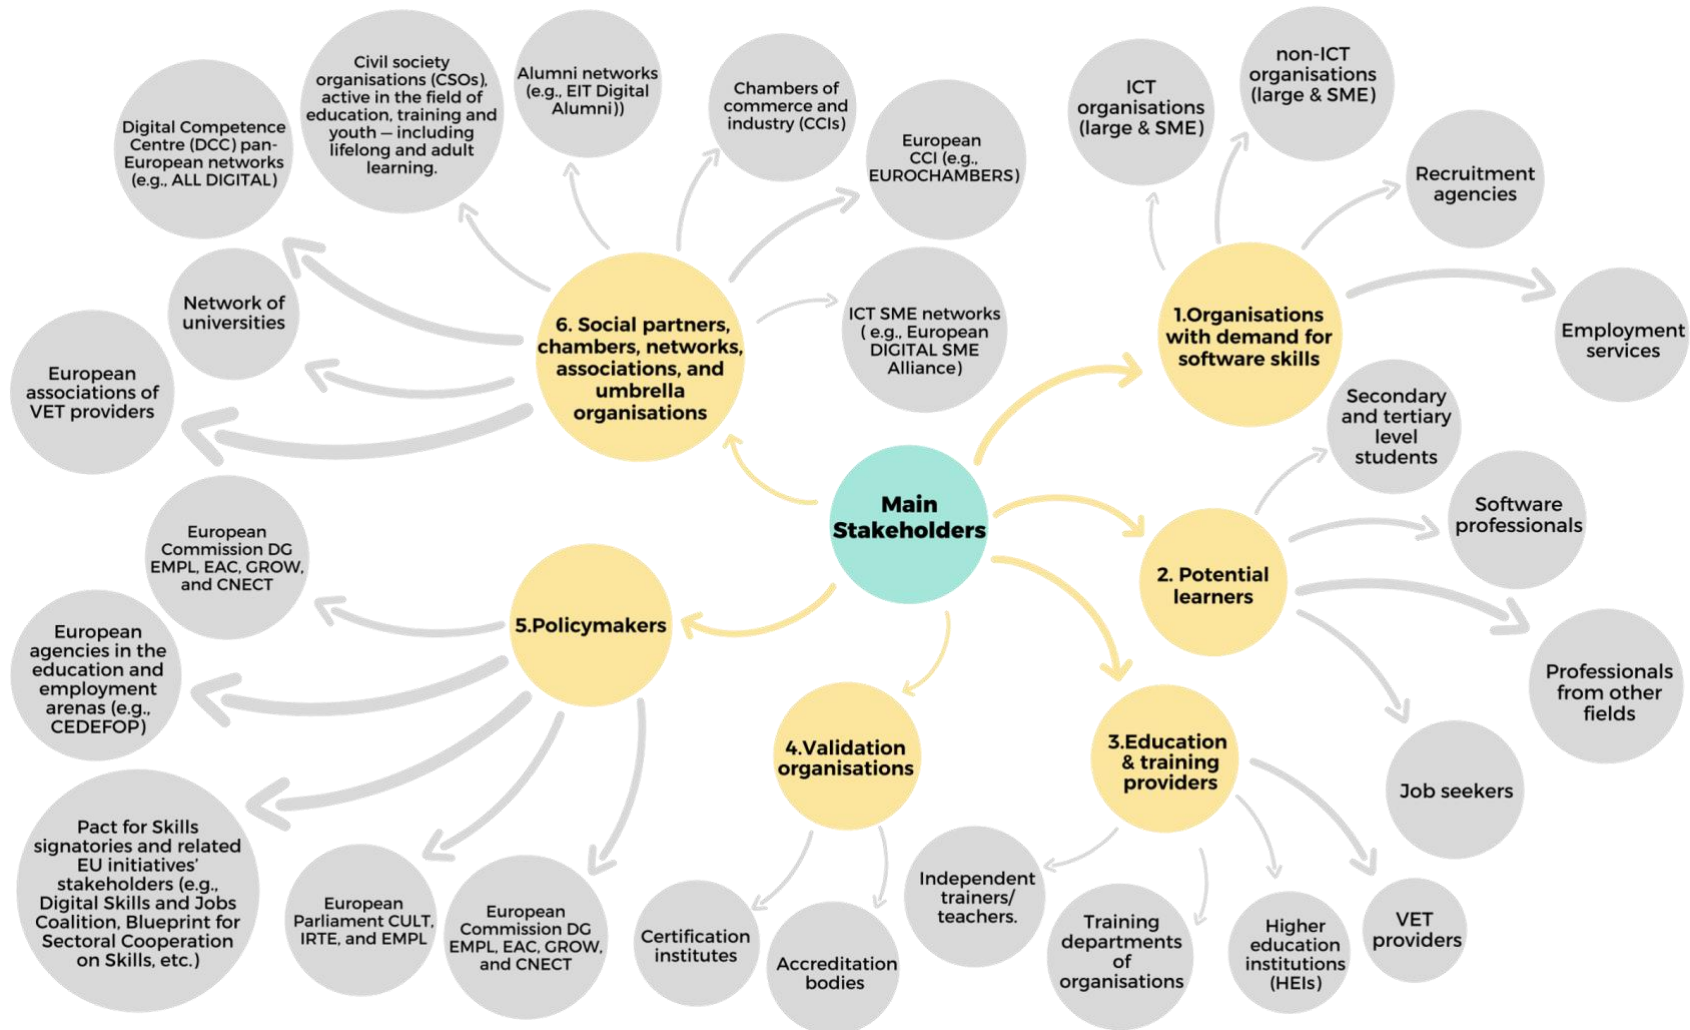 Main
Stakeholders
1.Organisations
with demand for
software skills
ICT
organisations
(large & SME)
non-ICT
organisations
(large & SME)
Recruitment
agencies
Employment
services
2. Potential
learners
Secondary
and tertiary
level
students
Software
professionals
Professionals
from other
fields
Job seekers
3.Education
& training
providers
VET
providers
Higher
education
institutions
(HEIs)
Training
departments
of
organisations
Independent
trainers/
teachers.
4.Validation
organisations
Accreditation
bodies
Certification
institutes
5.Policymakers
European
Commission DG
EMPL, EAC, GROW,
and CNECT
European
Parliament CULT,
IRTE, and EMPL
Pact for Skills
signatories and related
EU initiatives'
stakeholders (e.g.,
Digital Skills and Jobs
Coalition, Blueprint for
Sectoral Cooperation
on Skills, etc.)
European
agencies in the
education and
employment
arenas (e.g.,
CEDEFOP)
European
Commission DG
EMPL, EAC, GROW,
and CNECT
6. Social partners,
chambers, networks,
associations, and
umbrella
organisations
European
associations of
VET providers
Network of
universities
Digital Competence
Centre (DCC) pan-
European networks
(e.g., ALL DIGITAL)
Civil society
organisations (CSOs),
active in the field of
education, training and
youth — including
lifelong and adult
learning.
Alumni networks
(e.g., EIT Digital
Alumni))
Chambers of
commerce and
industry (CCIs)
European
CCI (e.g.,
EUROCHAMBERS)
ICT SME networks
( e.g., European
DIGITAL SME
Alliance)